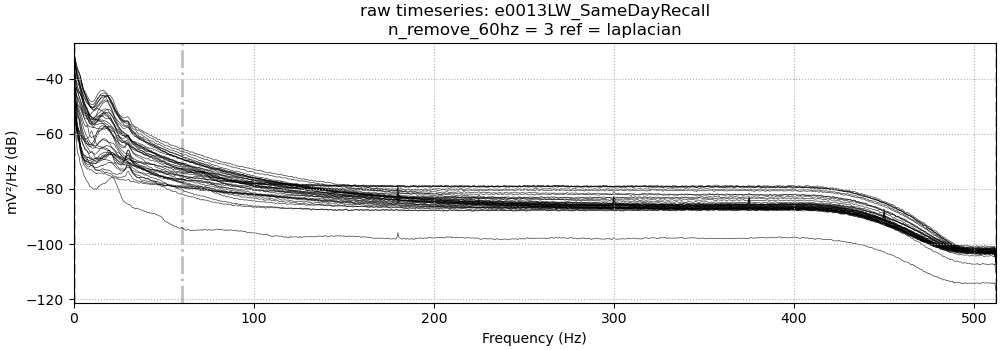 raw timeseries: e0013LW_SameDayRecall
n_remove_60hz = 3 ref = laplacian
mV²/Hz (dB)
−40
−60
−80
−100
−120
0 100 200 300 400 500
Frequency (Hz)